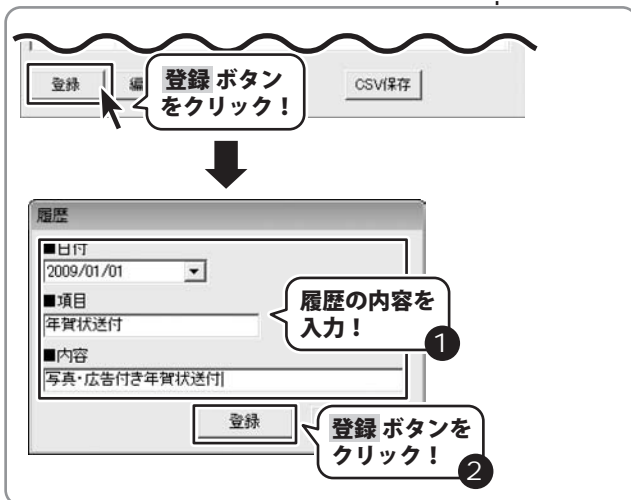 登録
編
登録 ボタン
をクリック！
CSV保存
履歴
■日付
2009/01/01
■項目
年賀状送付
■内容
写真・広告付き年賀状送付
履歴の内容を
入力！
1
登録
登録 ボタンを
クリック！
2